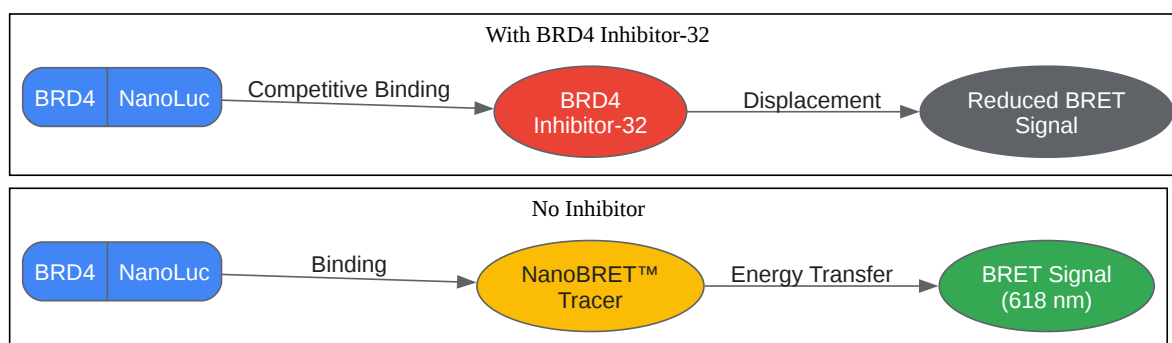 With BRD4 Inhibitor-32
BRD4 NanoLuc
Competitive Binding
BRD4
Inhibitor-32
Displacement
Reduced BRET
Signal
No Inhibitor
BRD4 NanoLuc
Binding
NanoBRET™
Tracer
Energy Transfer
BRET Signal
(618 nm)